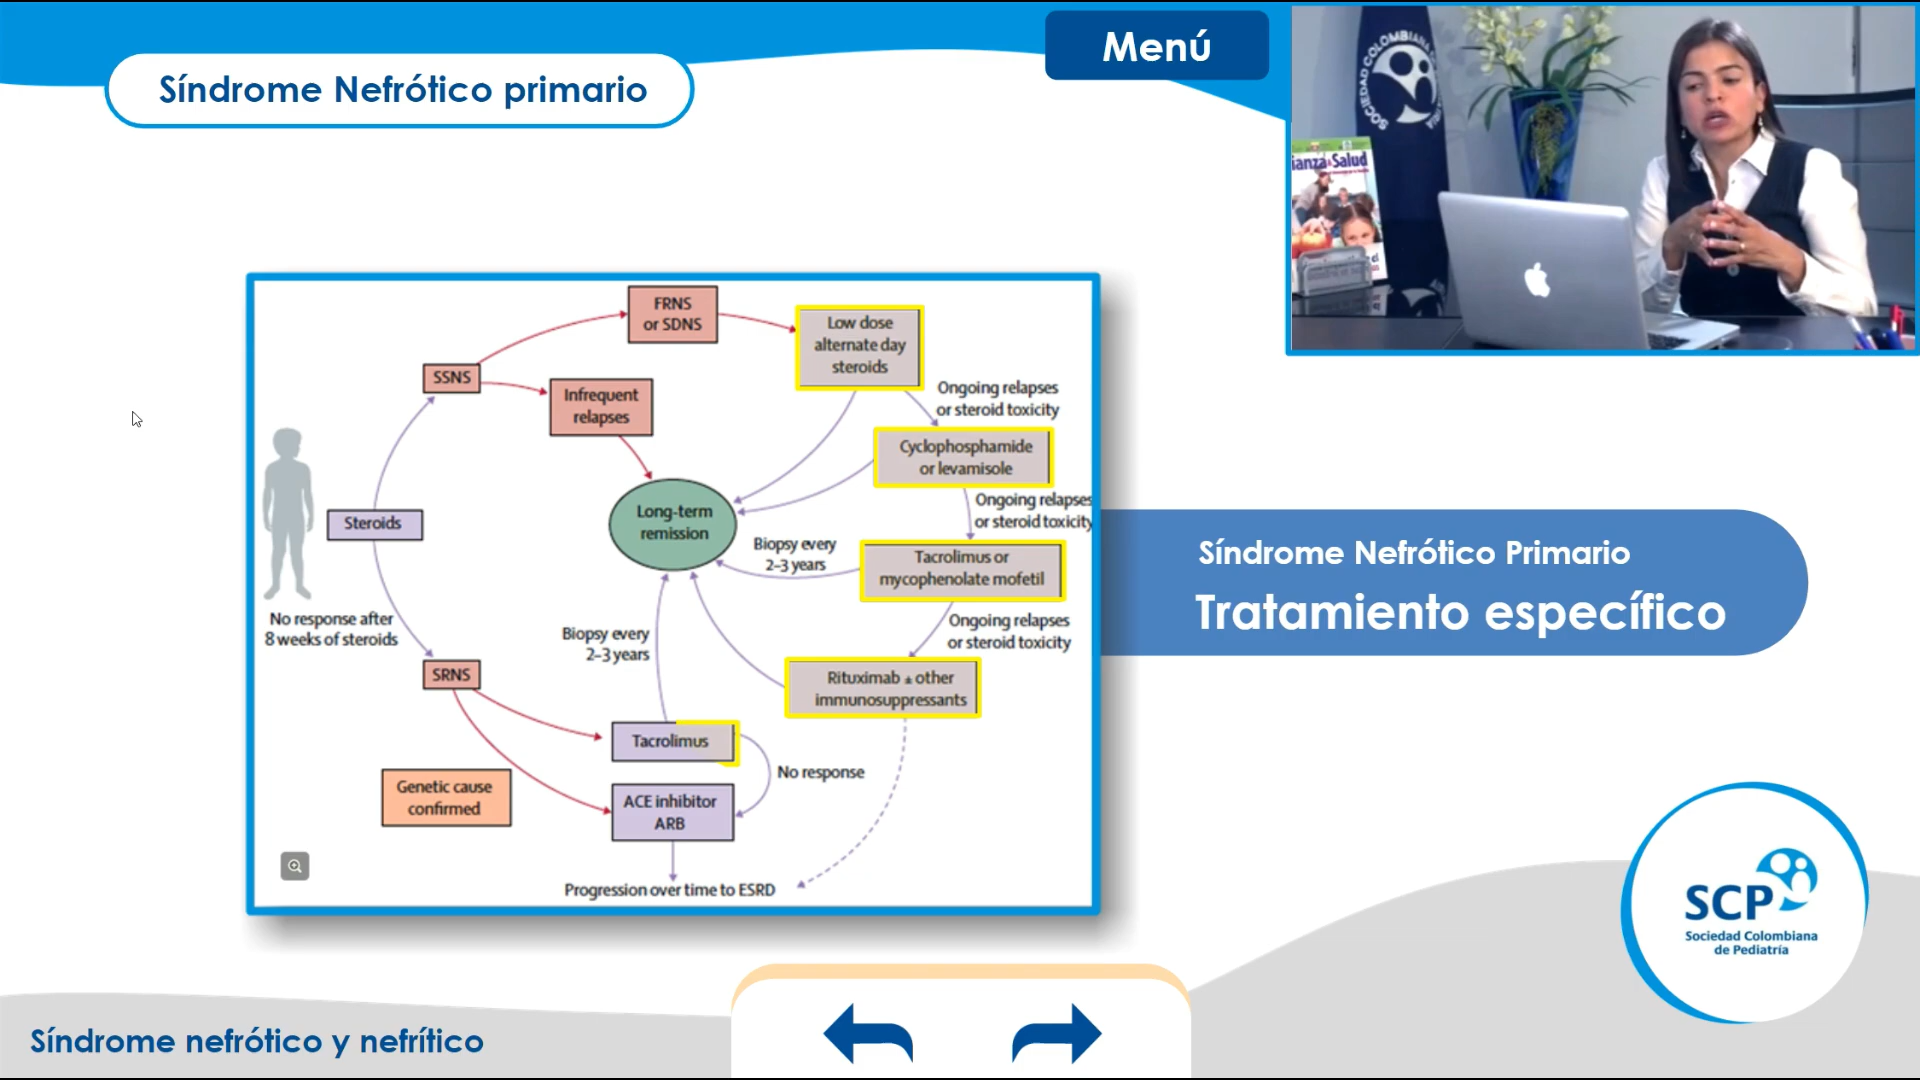 Síndrome Nefrótico primario
Menú
SOCIEDAD COLOMBIANA
ianza&Salud
FRNS
or SDNS
Low dose
alternate day
steroids
SSNS
Infrequent
relapses
Ongoing relapses
or steroid toxicity
Cyclophosphamide
or levamisole
Steroids
Long-term
remission
Ongoing relapses
or steroid toxicity
Biopsy every
2–3 years
Tacrolimus or
mycophenolate mofetil
No response after
8 weeks of steroids
Biopsy every
2–3 years
Ongoing relapses
or steroid toxicity
SRNS
Rituximab ± other
immunosuppressants
Tacrolimus
No response
Genetic cause
confirmed
ACE inhibitor
ARB
Progression over time to ESRD
Síndrome Nefrótico Primario
Tratamiento específico
SCP
Sociedad Colombiana
de Pediatría
Síndrome nefrótico y nefrítico